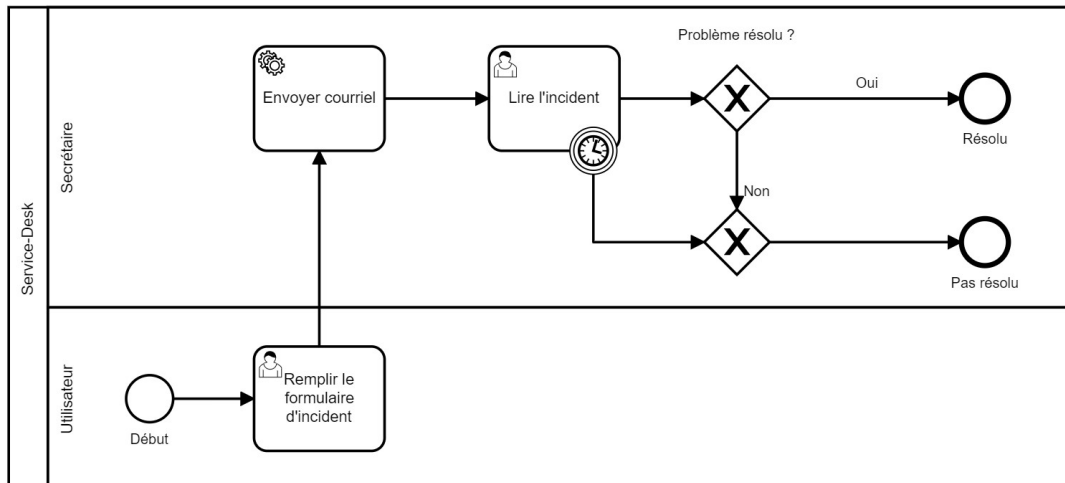 Service-Desk
Secrétaire
Envoyer courriel
Lire l'incident
Problème résolu ?
Oui
Résolu
Non
Pas résolu
Utilisateur
Début
Remplir le
formulaire
d'incident